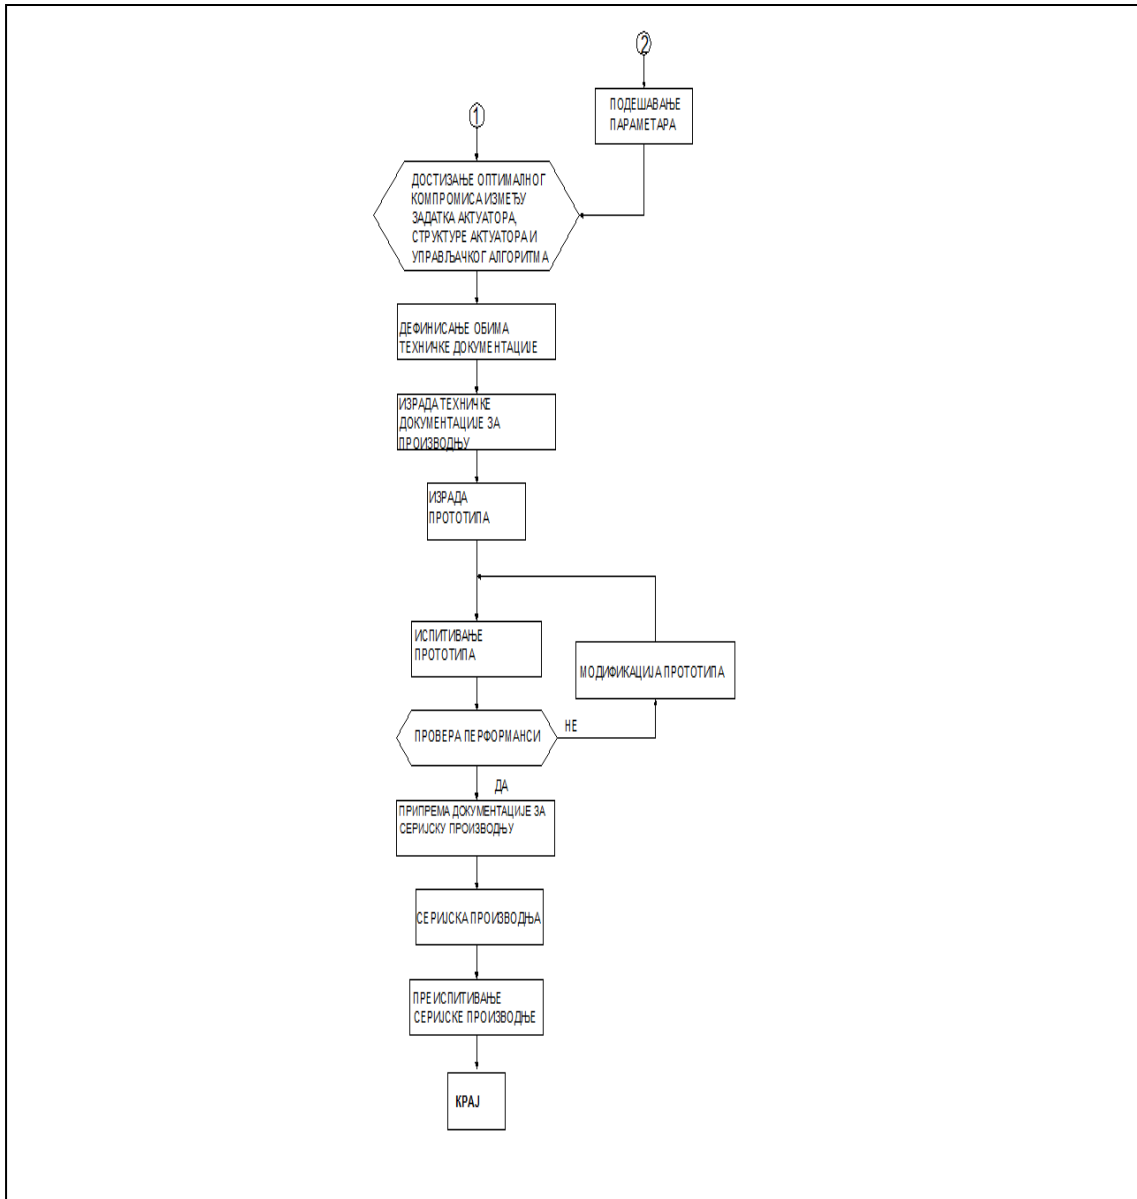 2
ПОДЕШАВАЊЕ
ПАРАМЕТАРА
1
ДОСТИЗАЊЕ ОПТИМАЛНОГ
КОМПРОМИСА ИЗМЕЂУ
ЗАДАТКА АКТУАТОРА,
СТРУКТУРЕ АКТУАТОРА И
УПРАВЉАЧКОГ АЛГОРИТМА
ДЕФИНИСАЊЕ ОБИМА
ТЕХНИЧКЕ ДОКУМЕНТАЦИЈЕ
ИЗРАДА ТЕХНИЧКЕ
ДОКУМЕНТАЦИЈЕ ЗА
ПРОИЗВОДЊУ
ИЗРАДА
ПРОТОТИПА
ИСПИТИВАЊЕ
ПРОТОТИПА
МОДИФИКАЦИЈА ПРОТОТИПА
ПРОВЕРА ПЕРФОРМАНСИ
НЕ
ДА
ПРИПРЕМА ДОКУМЕНТАЦИЈЕ ЗА
СЕРИЈСКУ ПРОИЗВОДЊУ
СЕРИЈСКА ПРОИЗВОДЊА
ПРЕИСПИТИВАЊЕ
СЕРИЈСКЕ ПРОИЗВОДЊЕ
КРАЈ